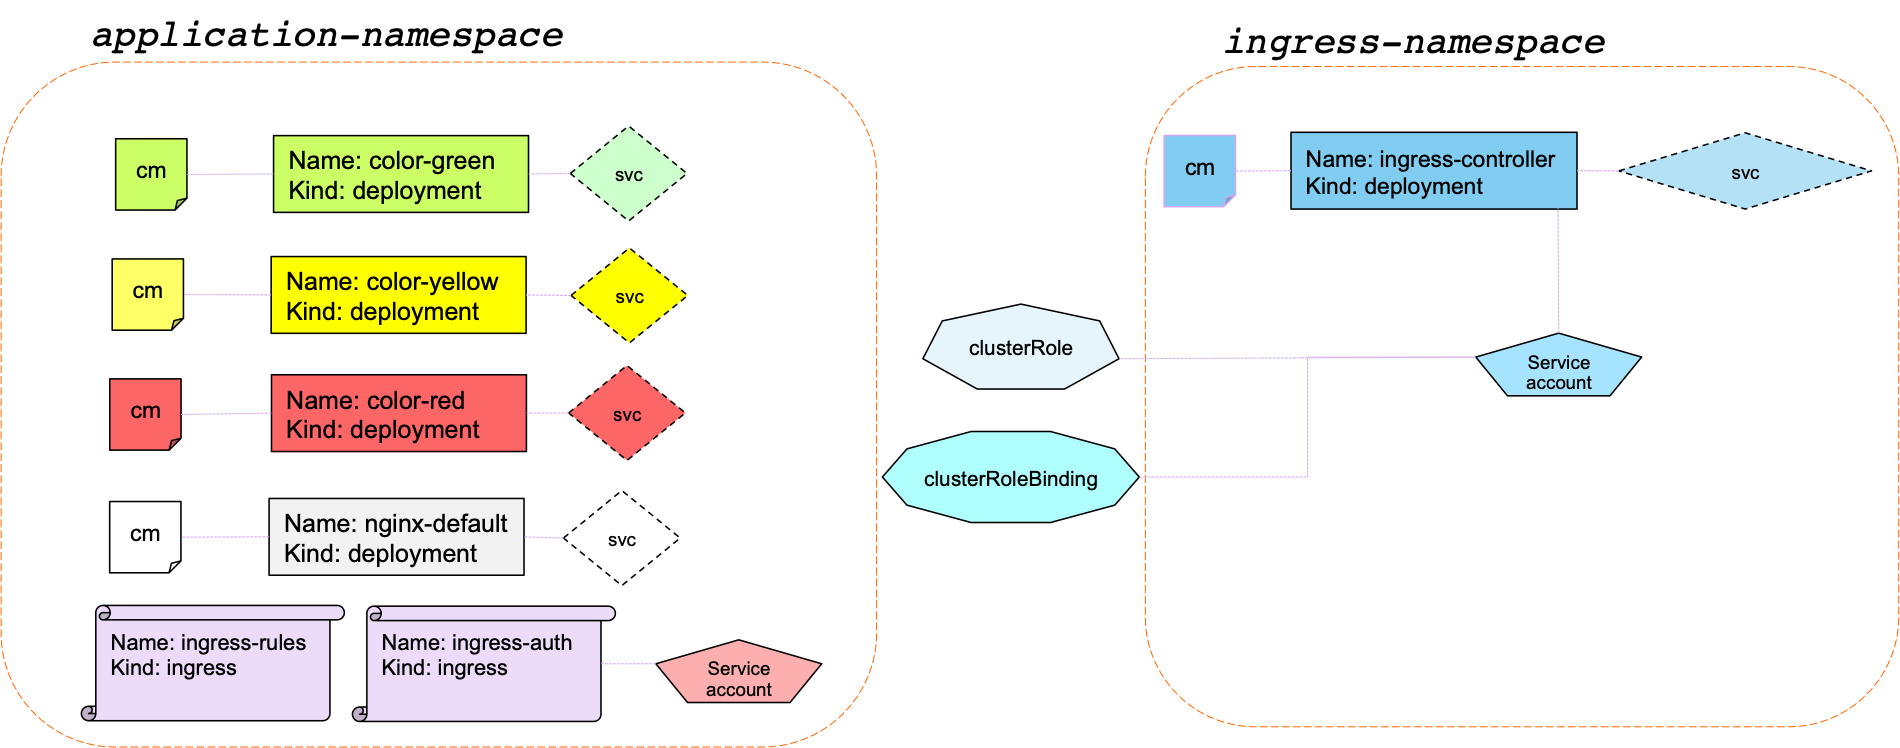 application-namespace
cm
Name: color-green
Kind: deployment
svc
cm
Name: color-yellow
Kind: deployment
svc
cm
Name: color-red
Kind: deployment
svc
cm
Name: nginx-default
Kind: deployment
svc
Name: ingress-rules
Kind: ingress
Name: ingress-auth
Kind: ingress
Service
account
clusterRole
clusterRoleBinding
ingress-namespace
cm
Name: ingress-controller
Kind: deployment
svc
Service
account